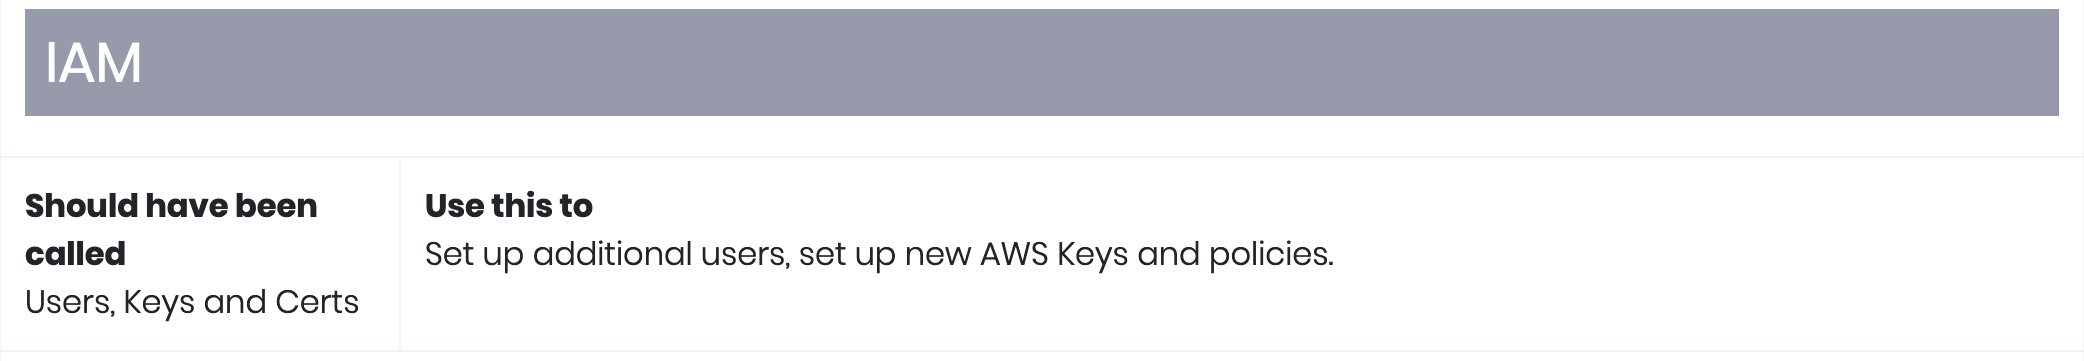 IAM
Should have been
called
Users, Keys and Certs
Use this to
Set up additional users, set up new AWS Keys and policies.